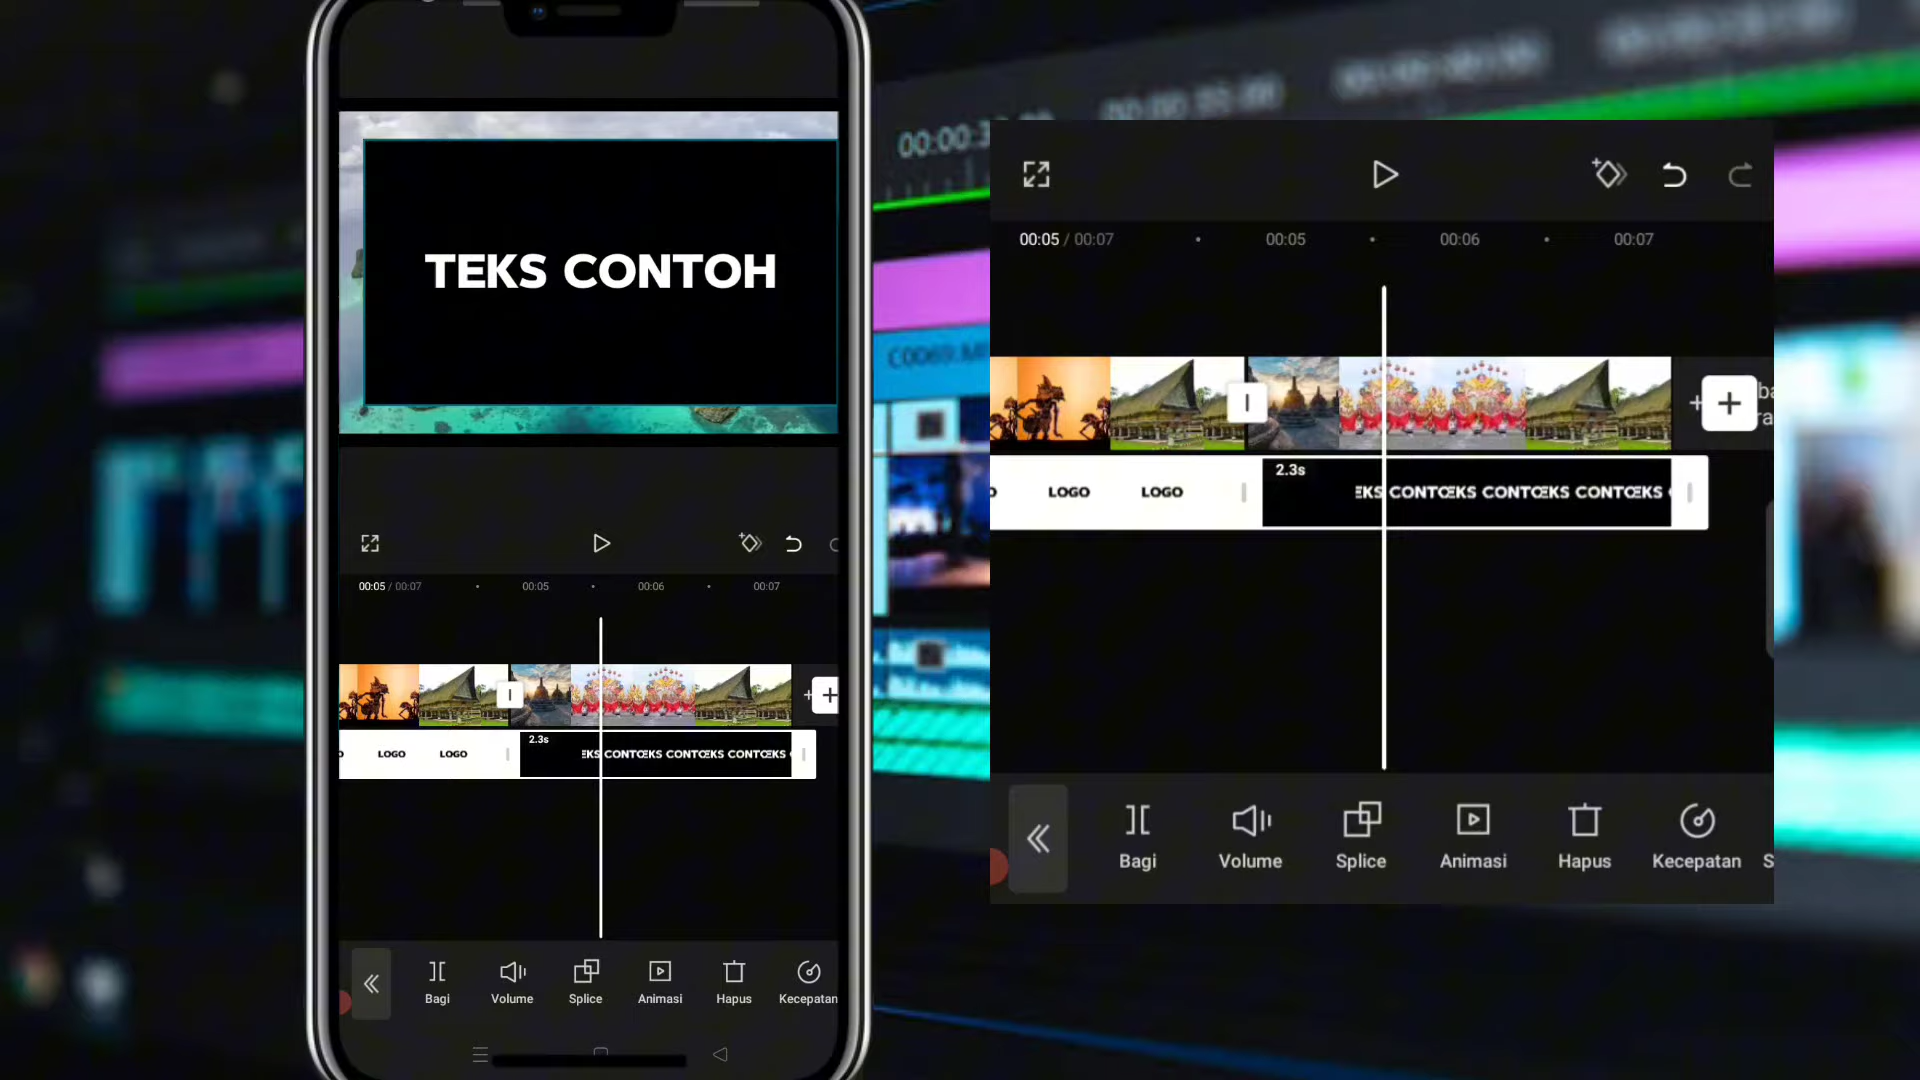 TEKS CONTOH
00:05 / 00:07
00:05
00:06
00:07
LOGO
LOGO
2.3s
EKS CONTŒKS CONTŒKS CONTŒKS
Bagi
Volume
Splice
Animasi
Hapus
Kecepatan
00:05 / 00:07
00:05
00:06
00:07
LOGO
LOGO
2.3s
EKS CONTŒKS CONTŒKS CONTŒKS
Bagi
Volume
Splice
Animasi
Hapus
Kecepatan